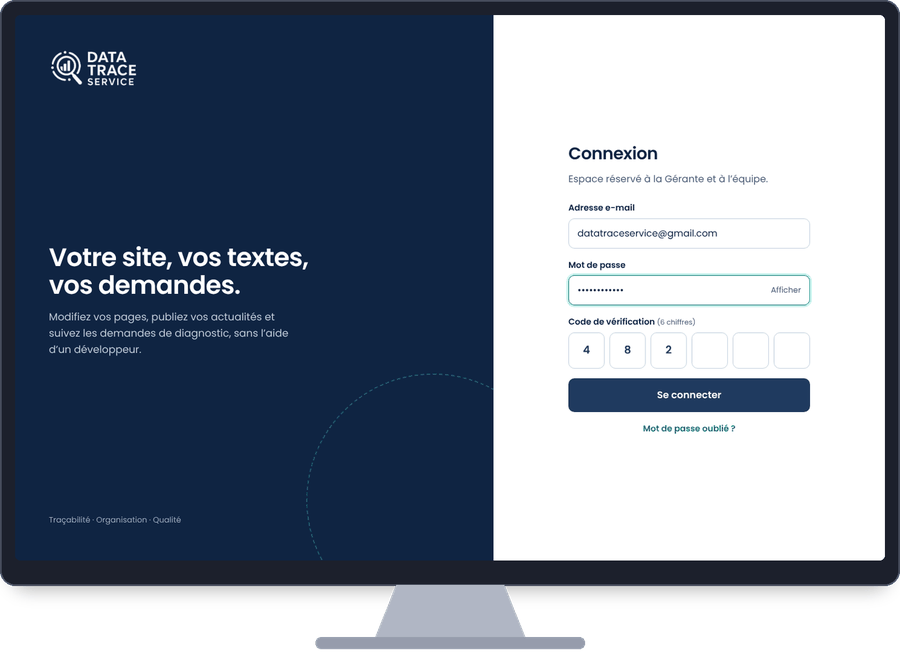 DATA
TRACE
SERVICE
Votre site, vos textes,
vos demandes.
Modifiez vos pages, publiez vos actualités et
suivez les demandes de diagnostic, sans l’aide
d’un développeur.
Traçabilité · Organisation · Qualité
Connexion
Espace réservé à la Gérante et à l’équipe.
Adresse e-mail
datatraceservice@gmail.com
Mot de passe
•••••••••••• Afficher
Code de vérification (6 chiffres)
4 8 2
Se connecter
Mot de passe oublié ?